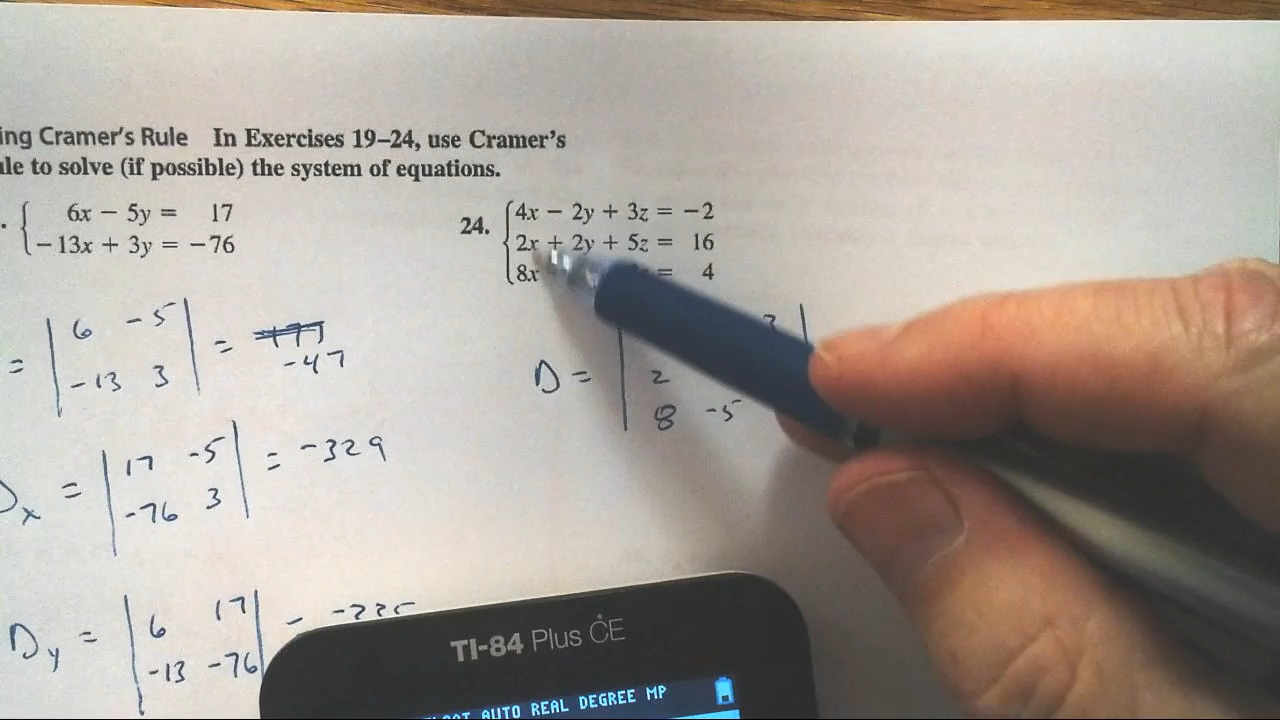 ing Cramer's Rule In Exercises 19–24, use Cramer's
le to solve (if possible) the system of equations.
6x − 5y = 17
−13x + 3y = −76
24. 4x − 2y + 3z = −2
2x + 2y + 5z = 16
8x = 4
= | 6 -5 | = -47
| -13 3 |
x = | 17 -5 | = -329
| -76 3 |
Dy = | 6 17 |
| -13 -76 |
D = | 3 |
| 2
| 8 -5
TI-84 Plus CE
AUTO REAL DEGREE MP